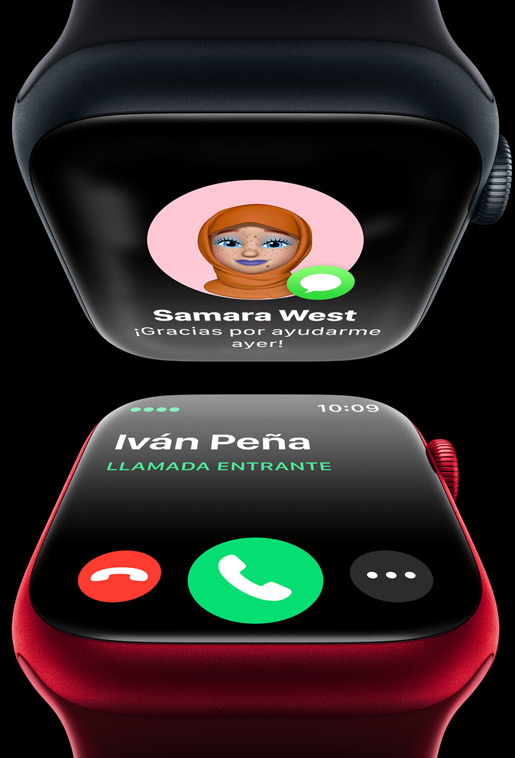 Samara West
¡Gracias por ayudarme
ayer!
10:09
Iván Peña
LLAMADA ENTRANTE